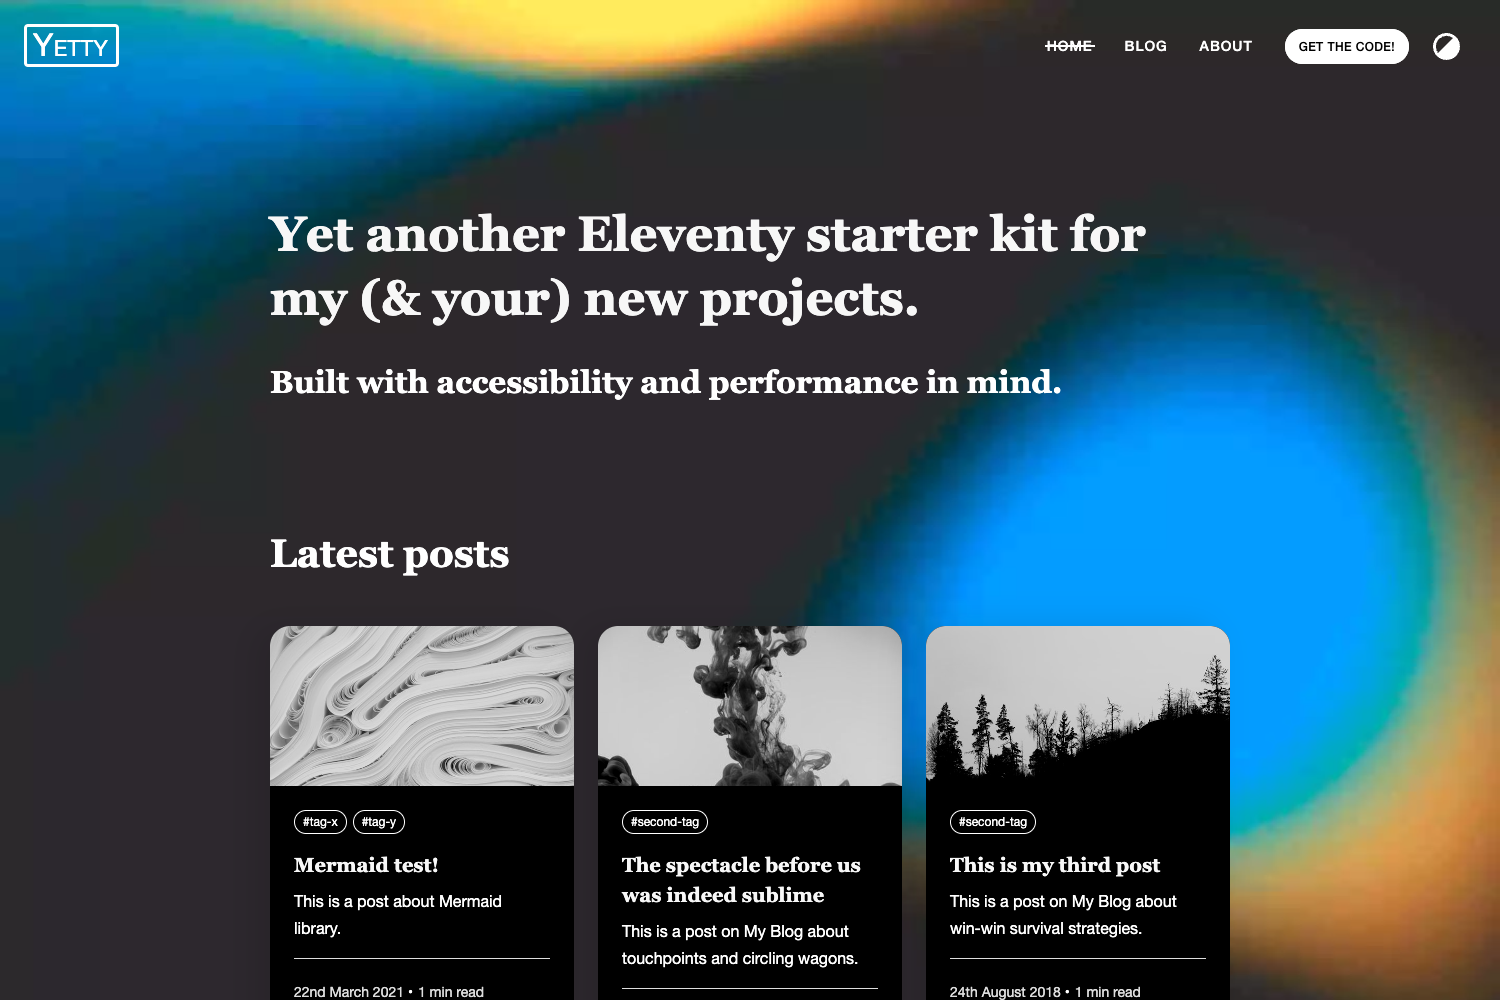 YETTY
HOME BLOG ABOUT GET THE CODE!
Yet another Eleventy starter kit for
my (& your) new projects.
Built with accessibility and performance in mind.
Latest posts
#tag-x #tag-y
Mermaid test!
This is a post about Mermaid
library.
22nd March 2021 • 1 min read
#second-tag
The spectacle before us
was indeed sublime
This is a post on My Blog about
touchpoints and circling wagons.
#second-tag
This is my third post
This is a post on My Blog about
win-win survival strategies.
24th August 2018 • 1 min read